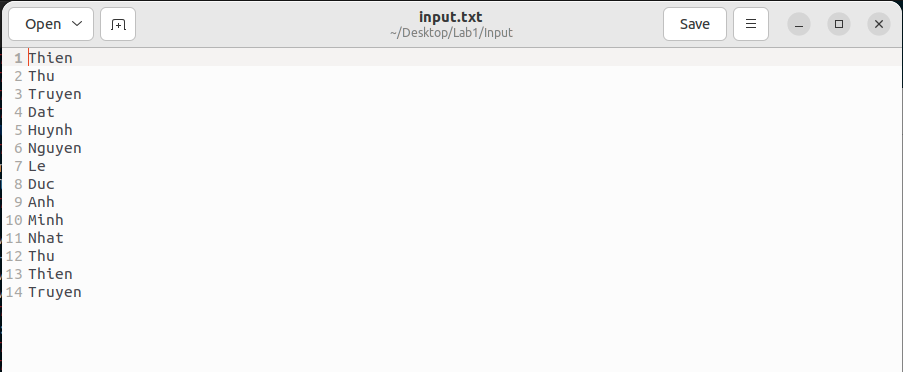 Open
input.txt
~/Desktop/Lab1/Input
Save
1 Thien
2 Thu
3 Truyen
4 Dat
5 Huynh
6 Nguyen
7 Le
8 Duc
9 Anh
10 Minh
11 Nhat
12 Thu
13 Thien
14 Truyen